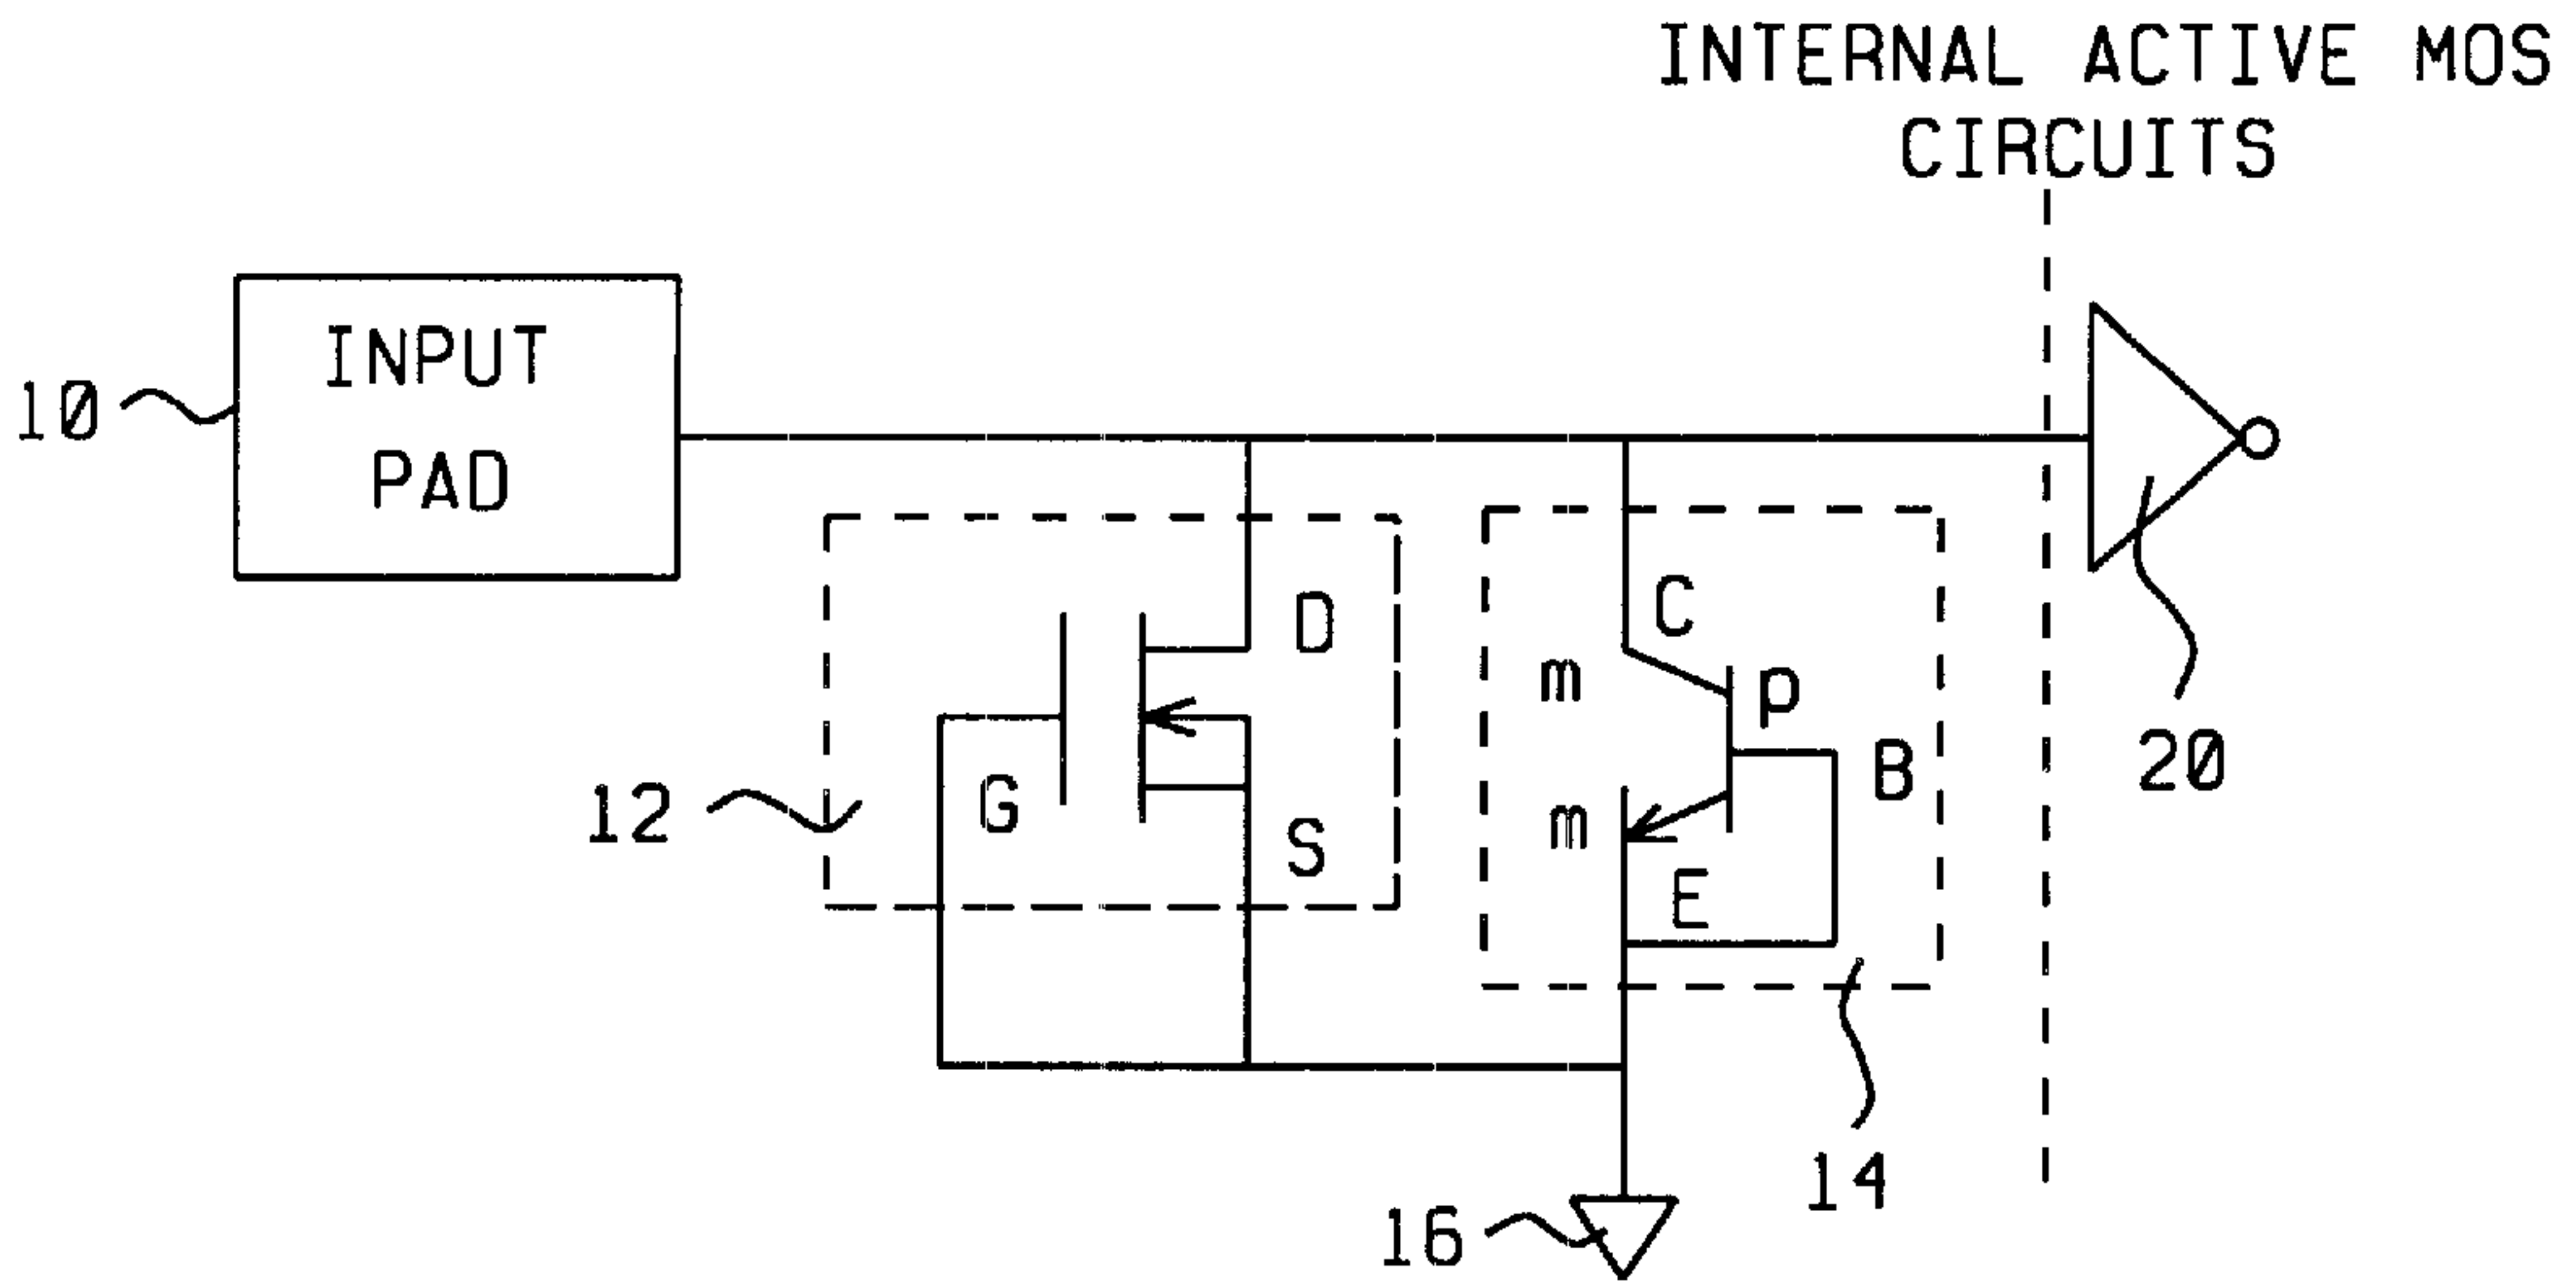 INTERNAL ACTIVE MOS
CIRCUITS
INPUT
PAD
10
D
C
m
p
G
B
12
S
m
E
20
14
16